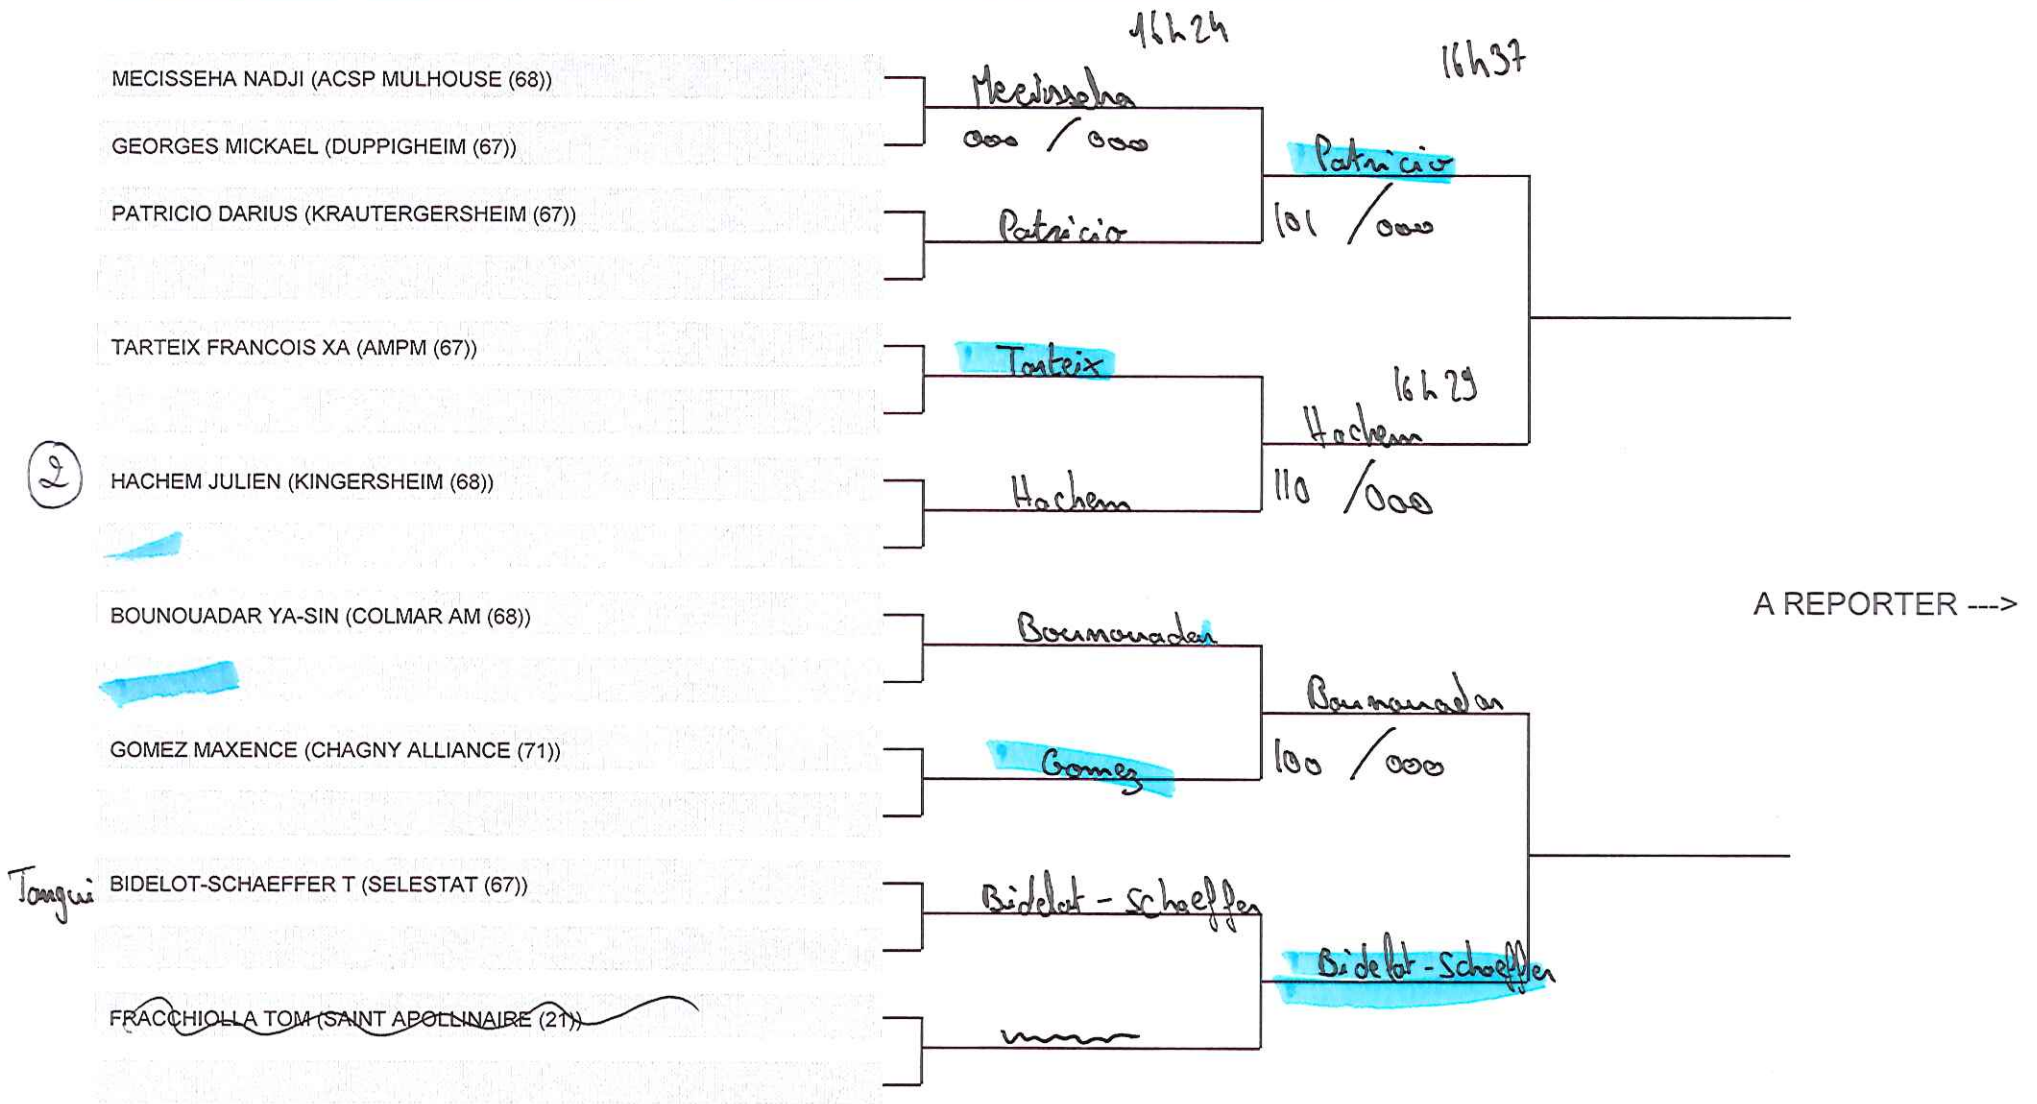 16h24
16h37
MECISSEHA NADJI (ACSP MULHOUSE (68))
Mecisseha
GEORGES MICKAEL (DUPPIGHEIM (67))
000 / 000
Patricio
PATRICIO DARIUS (KRAUTERGERSHEIM (67))
Patricio
101 / 000
TARTEIX FRANCOIS XA (AMPM (67))
Tarteix
16h29
Hachem
2
HACHEM JULIEN (KINGERSHEIM (68))
Hachem
110 / 000
BOUNOUADAR YA-SIN (COLMAR AM (68))
Bounouadar
A REPORTER --->
Bounouadar
GOMEZ MAXENCE (CHAGNY ALLIANCE (71))
Gomez
100 / 000
Tangui BIDELOT-SCHAEFFER T (SELESTAT (67))
Bidelot - Schaeffer
Bidelot - Schaeffer
FRACCHIOLLA TOM (SAINT APOLLINAIRE (21))